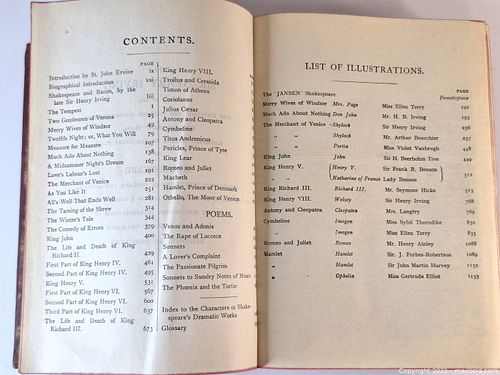 CONTENTS.
PAGE
Introduction by St. John Ervine ix
Biographical Introduction xxi
Shakespeare and Bacon, by the
late Sir Henry Irving lii
The Tempest 1
Two Gentlemen of Verona 25
Merry Wives of Windsor 49
Twelfth Night; or, What you Will 79
Measure for Measure 107
Much Ado About Nothing 138
A Midsummer Night's Dream 167
Love's Labour's Lost 191
The Merchant of Venice 222
As You Like It 251
All's Well That Ends Well 281
The Taming of the Shrew 314
The Winter's Tale 344
The Comedy of Errors 379
King John 400
The Life and Death of King
Richard II. 429
First Part of King Henry IV. 461
Second Part of King Henry IV. 495
King Henry V. 531
First Part of King Henry VI. 567
Second Part of King Henry VI. 600
Third Part of King Henry VI. 637
The Life and Death of King
Richard III. 673
King Henry VIII.
Troilus and Cressida
Timon of Athens
Coriolanus
Julius Cæsar
Antony and Cleopatra
Cymbeline
Titus Andronicus
Pericles, Prince of Tyre
King Lear
Romeo and Juliet
Macbeth
Hamlet, Prince of Denmark
Othello, The Moor of Venice
POEMS.
Venus and Adonis
The Rape of Lucrece
Sonnets
A Lover's Complaint
The Passionate Pilgrim
Sonnets to Sundry Notes of Music
The Phœnix and the Turtle
Index to the Characters in Shake-
speare's Dramatic Works
Glossary
LIST OF ILLUSTRATIONS.
PAGE
The "JANSEN" Shakespeare Frontispiece
Merry Wives of Windsor Mrs. Page Miss Ellen Terry 192
Much Ado About Nothing Don John Mr. H. B. Irving 193
The Merchant of Venice Shylock Sir Henry Irving 256
" Shylock Mr. Arthur Bourchier 257
" Portia Miss Violet Vanbrugh 448
King John John Sir H. Beerbohm Tree 449
King Henry V. { Henry V. Sir Frank R. Benson } 512
{ Katharine of France Lady Benson }
King Richard III. Richard III. Mr. Seymour Hicks 513
King Henry VIII. Wolsey Sir Henry Irving 768
Antony and Cleopatra Cleopatra Mrs. Langtry 769
Cymbeline Imogen Miss Sybil Thorndike 832
" Imogen Miss Ellen Terry 833
Romeo and Juliet Romeo Mr. Henry Ainley 1088
Hamlet Hamlet Sir J. Forbes-Robertson 1089
" Hamlet Sir John Martin Harvey 1152
" Ophelia Miss Gertrude Elliot 1153